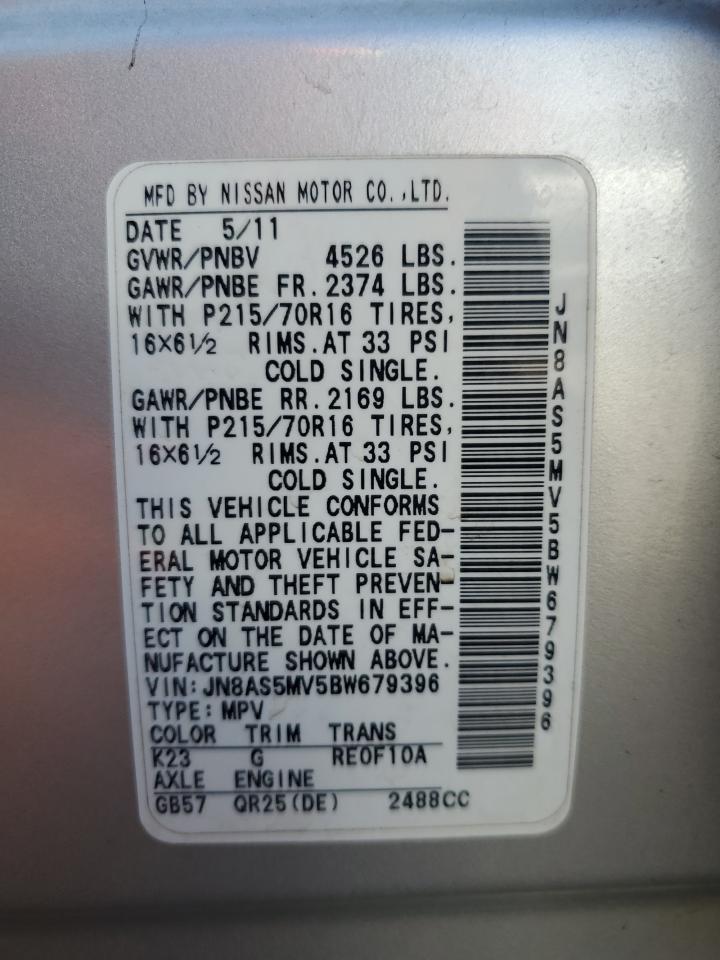 MFD BY NISSAN MOTOR CO.,LTD.
DATE 5/11
GVWR/PNBV 4526 LBS.
GAWR/PNBE FR.2374 LBS.
WITH P215/70R16 TIRES,
16×6½ RIMS.AT 33 PSI
COLD SINGLE.
GAWR/PNBE RR.2169 LBS.
WITH P215/70R16 TIRES,
16×6½ RIMS.AT 33 PSI
COLD SINGLE.
THIS VEHICLE CONFORMS
TO ALL APPLICABLE FED-
ERAL MOTOR VEHICLE SA-
FETY AND THEFT PREVEN-
TION STANDARDS IN EFF-
ECT ON THE DATE OF MA-
NUFACTURE SHOWN ABOVE.
VIN:JN8AS5MV5BW679396
TYPE:MPV
COLOR TRIM TRANS
K23 G RE0F10A
AXLE ENGINE
GB57 QR25(DE) 2488CC
JN8AS5MV5BW679396